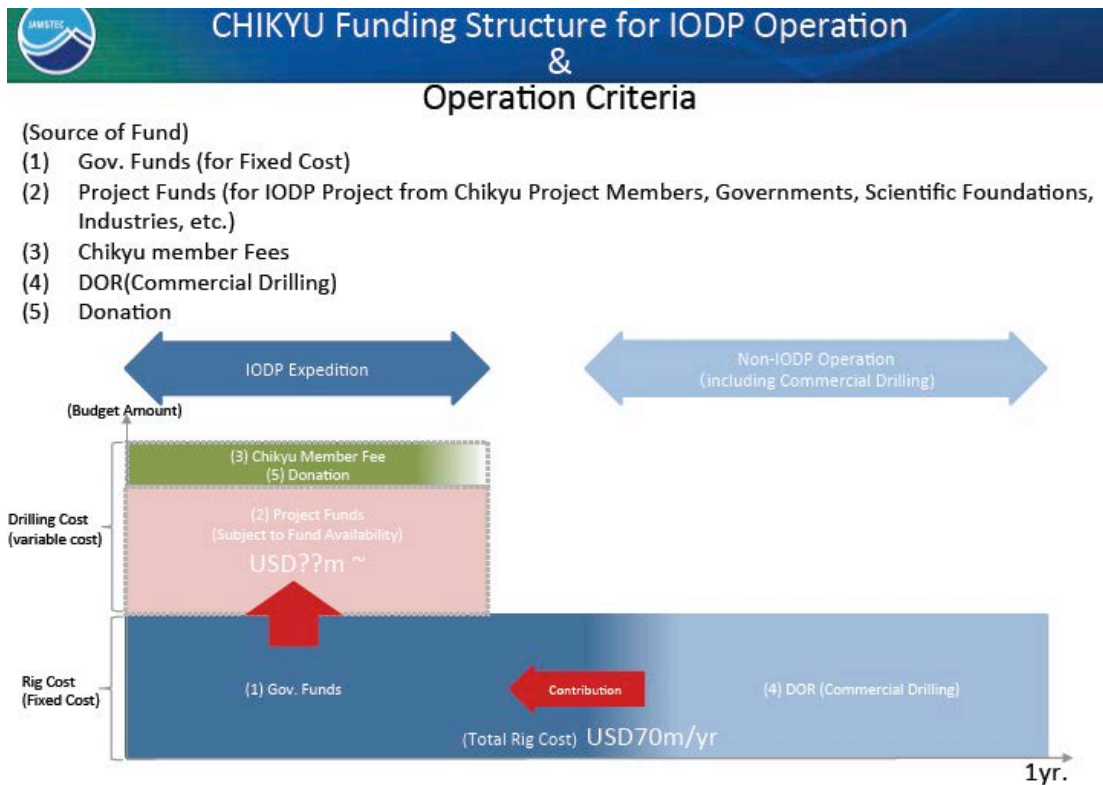 JAMSTEC
CHIKYU Funding Structure for IODP Operation
&
Operation Criteria
(Source of Fund)
(1) Gov. Funds (for Fixed Cost)
(2) Project Funds (for IODP Project from Chikyu Project Members, Governments, Scientific Foundations,
Industries, etc.)
(3) Chikyu member Fees
(4) DOR(Commercial Drilling)
(5) Donation
IODP Expedition
Non-IODP Operation
(including Commercial Drilling)
(Budget Amount)
(3) Chikyu Member Fee
(5) Donation
Drilling Cost
(variable cost)
(2) Project Funds
(Subject to Fund Availability)
USD??m ~
Rig Cost
(Fixed Cost)
(1) Gov. Funds
Contribution
(4) DOR (Commercial Drilling)
(Total Rig Cost) USD70m/yr
1yr.